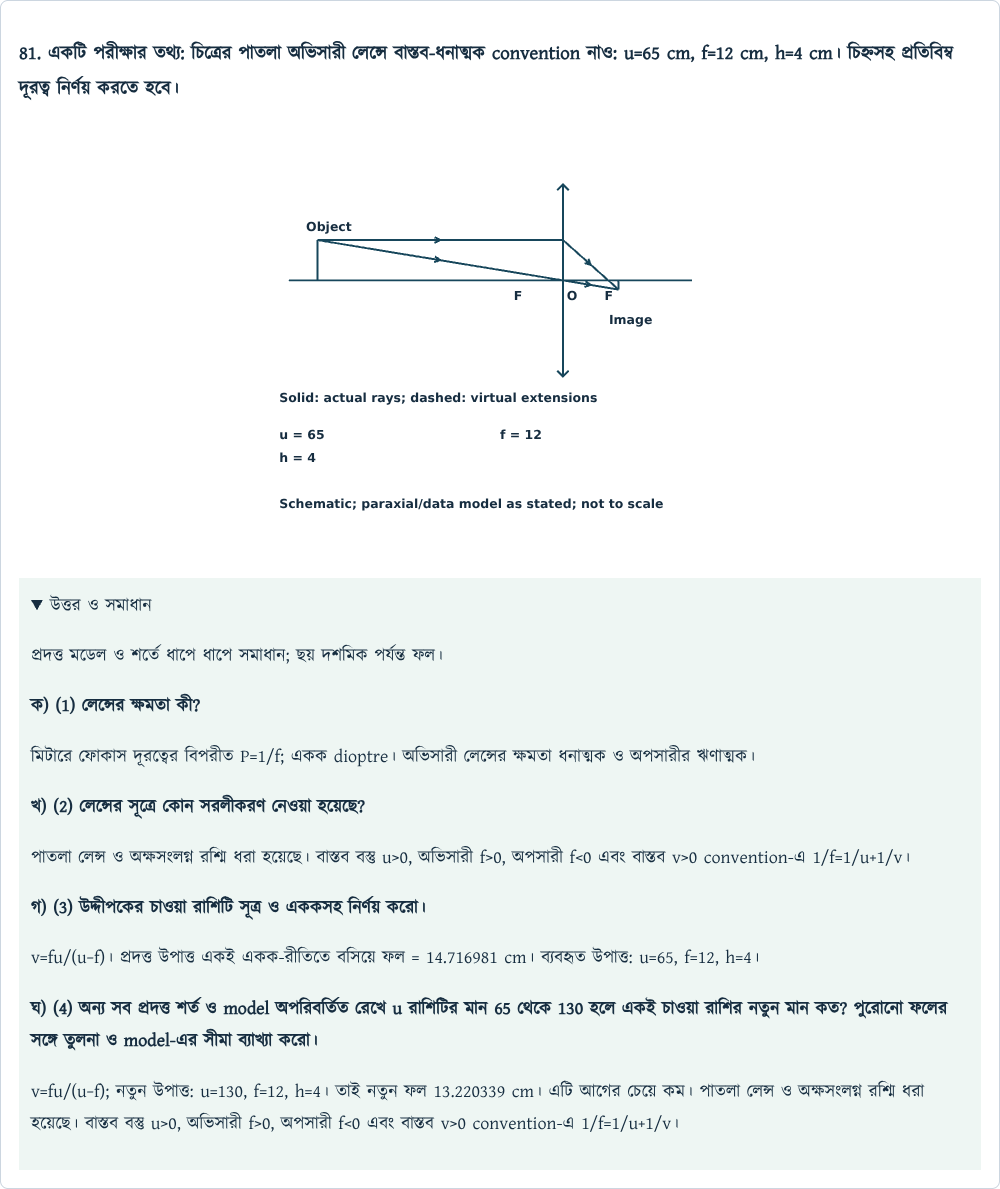 81. একটি পরীক্ষার তথ্য: চিত্রের পাতলা অভিসারী লেন্সে বাস্তব-ধনাত্মক convention নাও: u=65 cm, f=12 cm, h=4 cm। চিহ্নসহ প্রতিবিম্ব
দূরত্ব নির্ণয় করতে হবে।
Object
F
O
F
Image
Solid: actual rays; dashed: virtual extensions
u = 65
f = 12
h = 4
Schematic; paraxial/data model as stated; not to scale
▼ উত্তর ও সমাধান
প্রদত্ত মডেল ও শর্তে ধাপে ধাপে সমাধান; ছয় দশমিক পর্যন্ত ফল।
ক) (1) লেন্সের ক্ষমতা কী?
মিটারে ফোকাস দূরত্বের বিপরীত P=1/f; একক dioptre। অভিসারী লেন্সের ক্ষমতা ধনাত্মক ও অপসারীর ঋণাত্মক।
খ) (2) লেন্সের সূত্রে কোন সরলীকরণ নেওয়া হয়েছে?
পাতলা লেন্স ও অক্ষসংলগ্ন রশ্মি ধরা হয়েছে। বাস্তব বস্তু u>0, অভিসারী f>0, অপসারী f<0 এবং বাস্তব v>0 convention-এ 1/f=1/u+1/v।
গ) (3) উদ্দীপকের চাওয়া রাশিটি সূত্র ও এককসহ নির্ণয় করো।
v=fu/(u−f)। প্রদত্ত উপাত্ত একই একক-রীতিতে বসিয়ে ফল = 14.716981 cm। ব্যবহৃত উপাত্ত: u=65, f=12, h=4।
ঘ) (4) অন্য সব প্রদত্ত শর্ত ও model অপরিবর্তিত রেখে u রাশিটির মান 65 থেকে 130 হলে একই চাওয়া রাশির নতুন মান কত? পুরোনো ফলের
সঙ্গে তুলনা ও model-এর সীমা ব্যাখ্যা করো।
v=fu/(u−f); নতুন উপাত্ত: u=130, f=12, h=4। তাই নতুন ফল 13.220339 cm। এটি আগের চেয়ে কম। পাতলা লেন্স ও অক্ষসংলগ্ন রশ্মি ধরা
হয়েছে। বাস্তব বস্তু u>0, অভিসারী f>0, অপসারী f<0 এবং বাস্তব v>0 convention-এ 1/f=1/u+1/v।